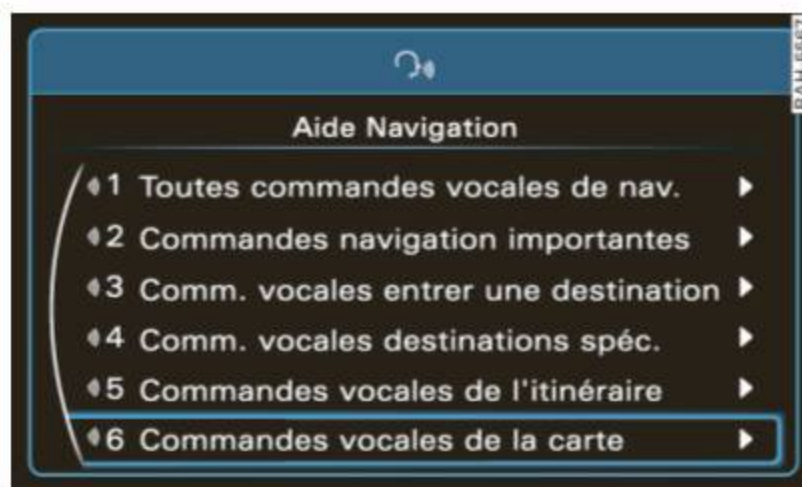 Aide Navigation
1 Toutes commandes vocales de nav.
2 Commandes navigation importantes
3 Comm. vocales entrer une destination
4 Comm. vocales destinations spéc.
5 Commandes vocales de l'itinéraire
6 Commandes vocales de la carte